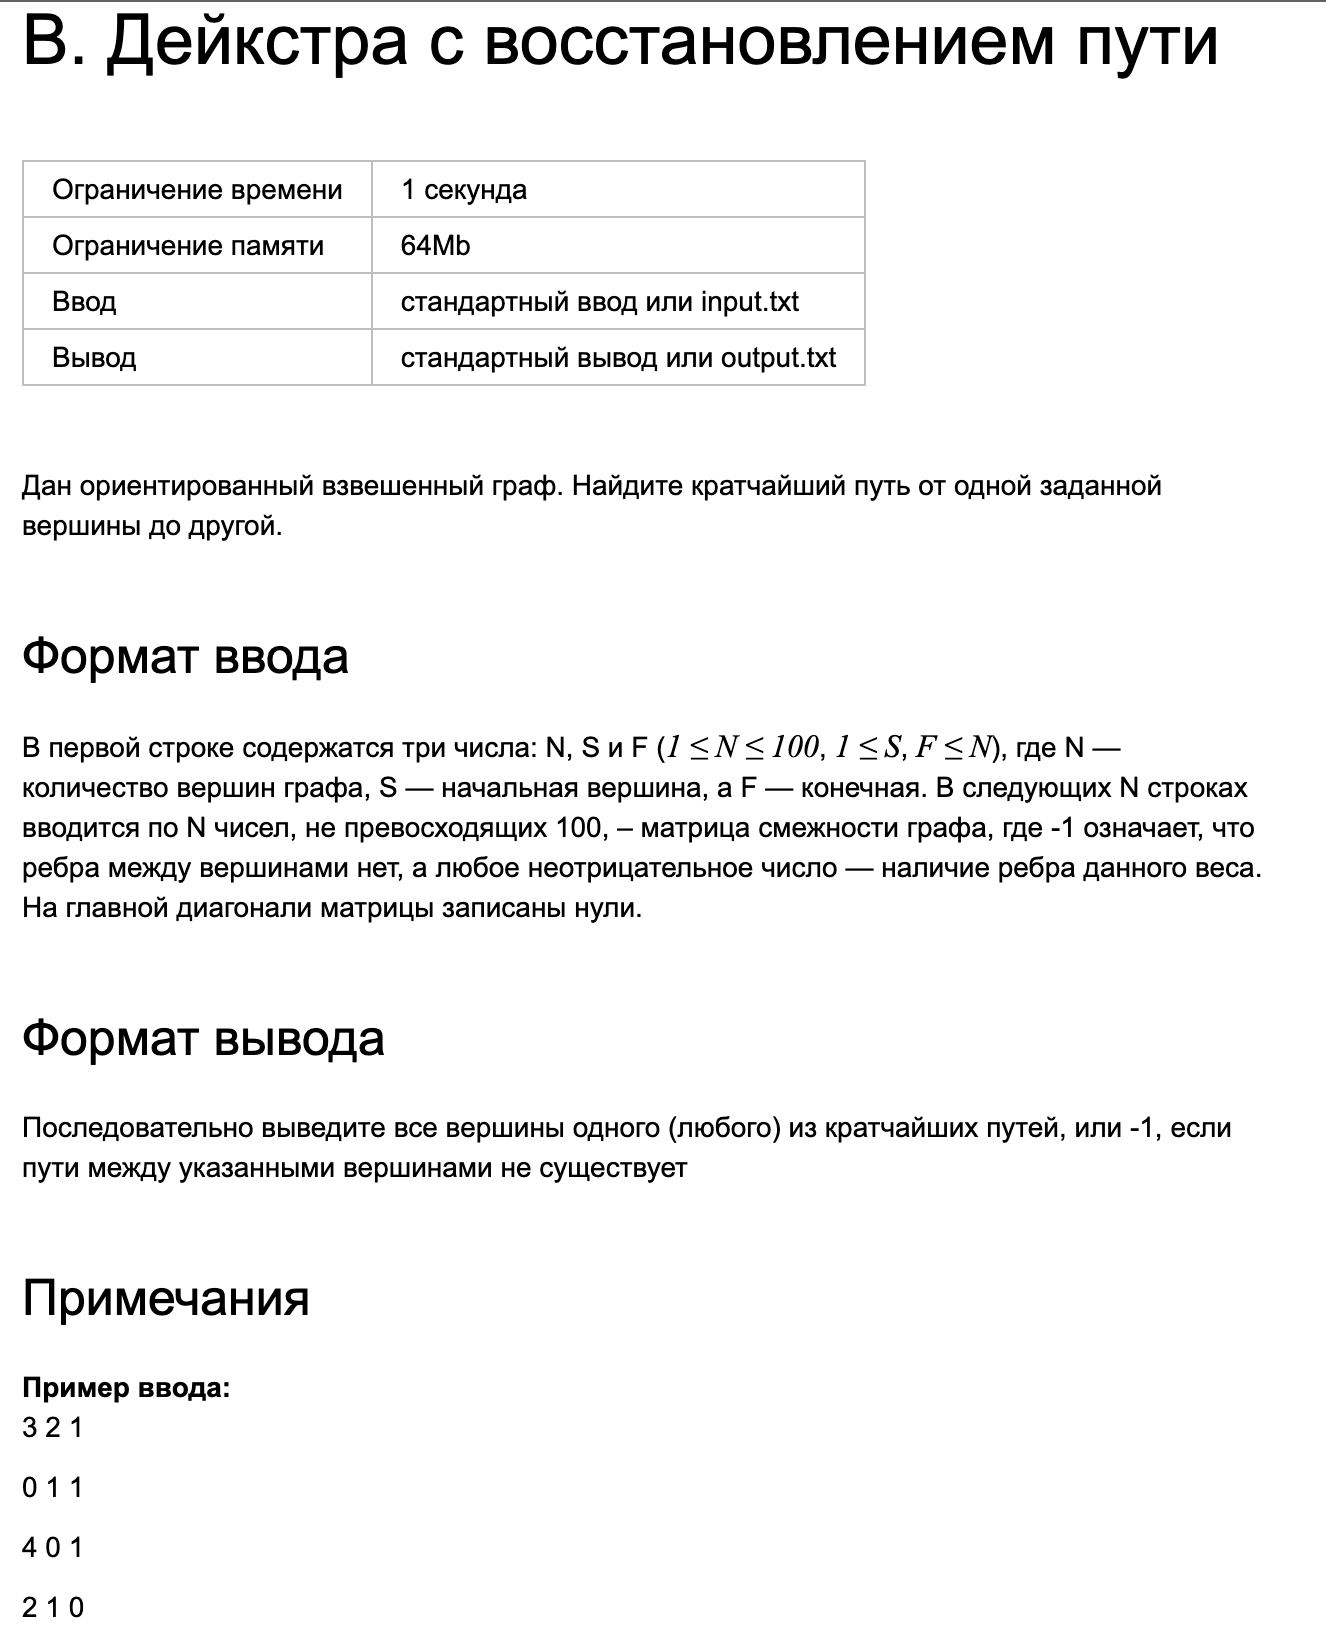 В. Дейкстра с восстановлением пути
Ограничение времени 1 секунда
Ограничение памяти 64Mb
Ввод стандартный ввод или input.txt
Вывод стандартный вывод или output.txt
Дан ориентированный взвешенный граф. Найдите кратчайший путь от одной заданной
вершины до другой.
Формат ввода
В первой строке содержатся три числа: N, S и F (1 ≤ N ≤ 100, 1 ≤ S, F ≤ N), где N —
количество вершин графа, S — начальная вершина, а F — конечная. В следующих N строках
вводится по N чисел, не превосходящих 100, – матрица смежности графа, где -1 означает, что
ребра между вершинами нет, а любое неотрицательное число — наличие ребра данного веса.
На главной диагонали матрицы записаны нули.
Формат вывода
Последовательно выведите все вершины одного (любого) из кратчайших путей, или -1, если
пути между указанными вершинами не существует
Примечания
Пример ввода:
3 2 1
0 1 1
4 0 1
2 1 0